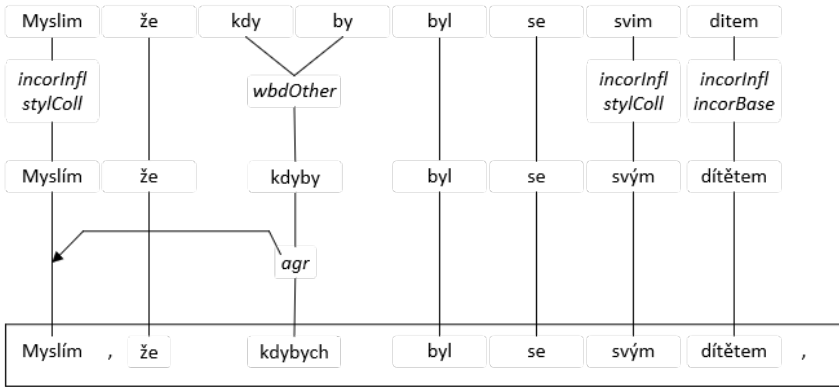 Myslim že kdy by byl se svim ditem
incorInfl wbdOther incorInfl incorInfl
stylColl stylColl incorBase
Myslím že kdyby byl se svým dítětem
agr
Myslím , že kdybych byl se svým dítětem ,